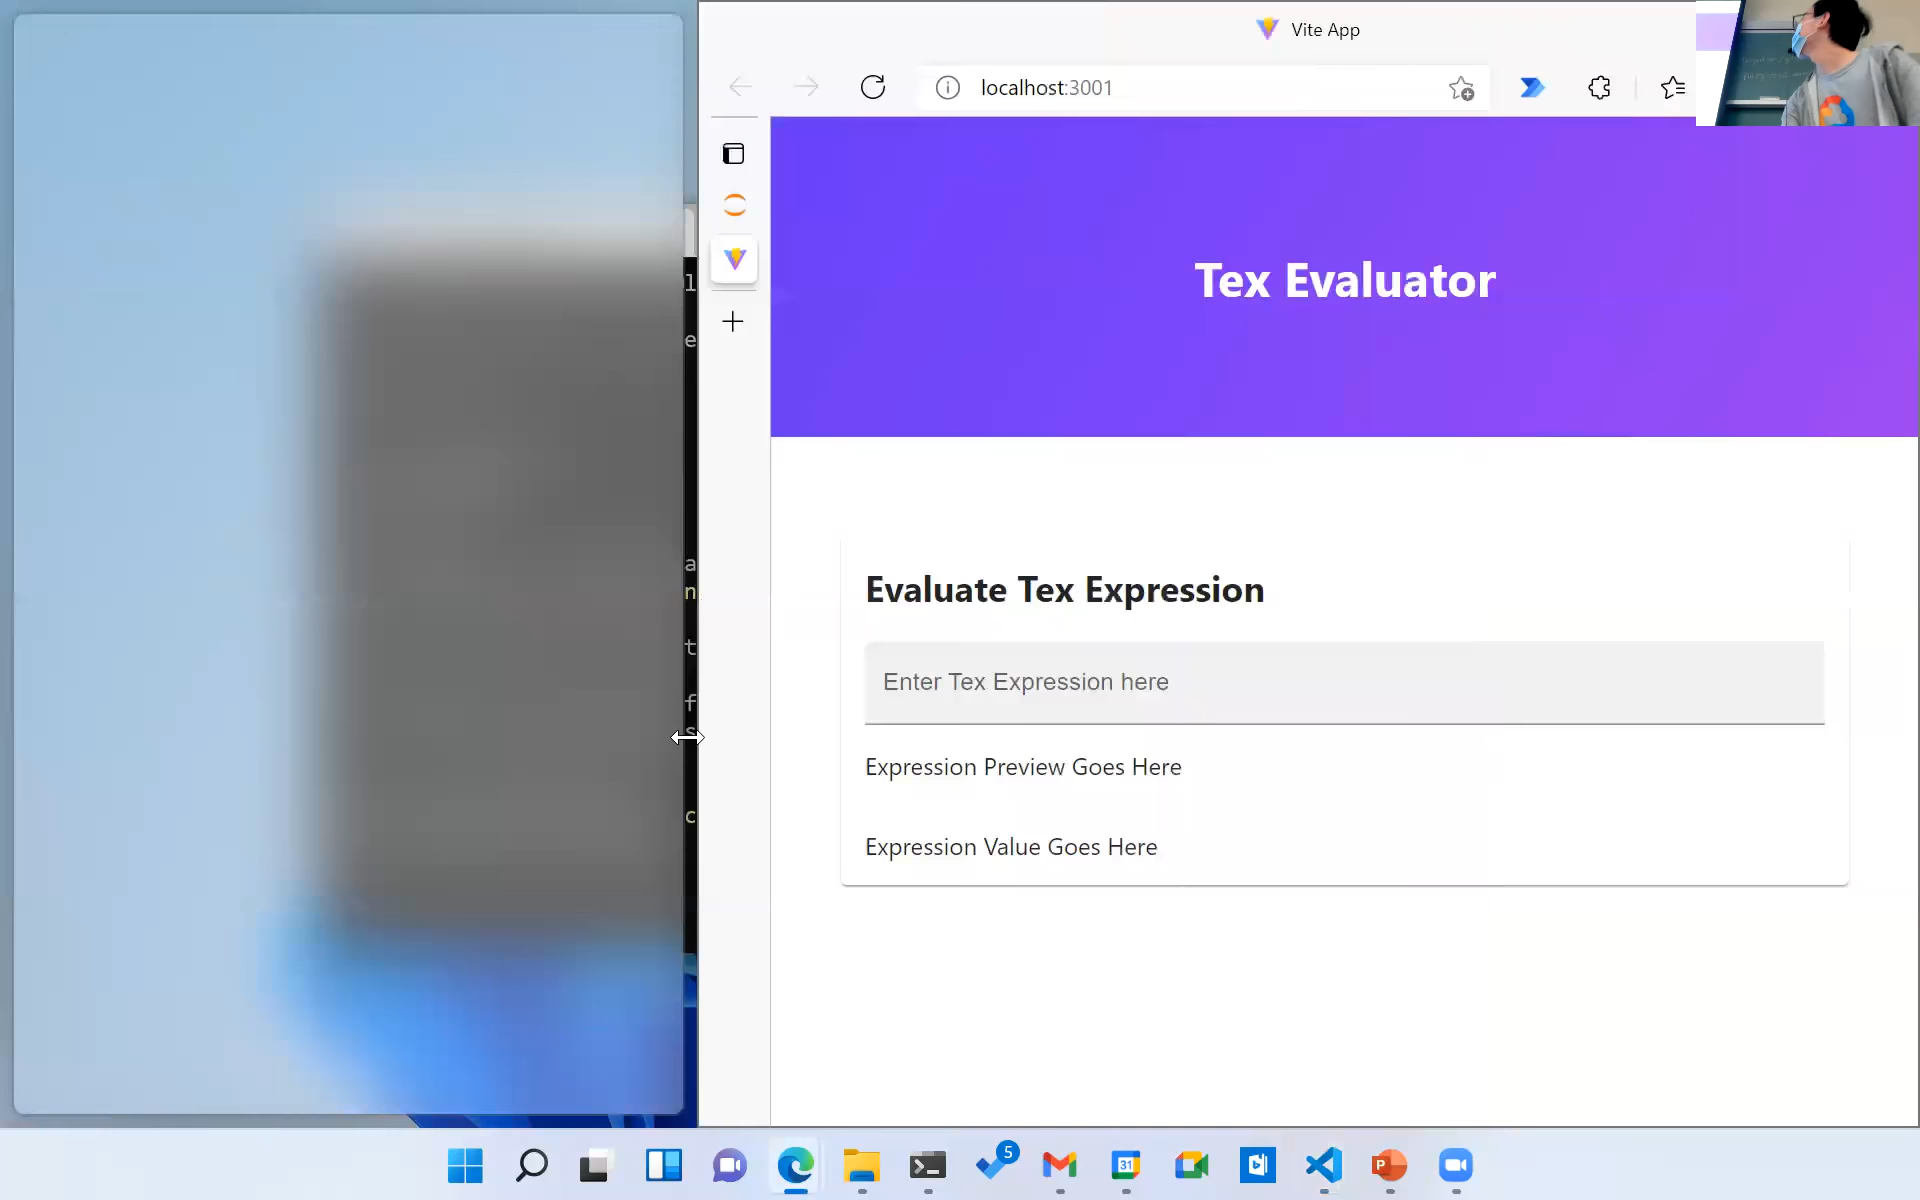 Vite App
localhost:3001
Tex Evaluator
Evaluate Tex Expression
Enter Tex Expression here
Expression Preview Goes Here
Expression Value Goes Here
l
e
a
n
t
f
s
c
5
31
P